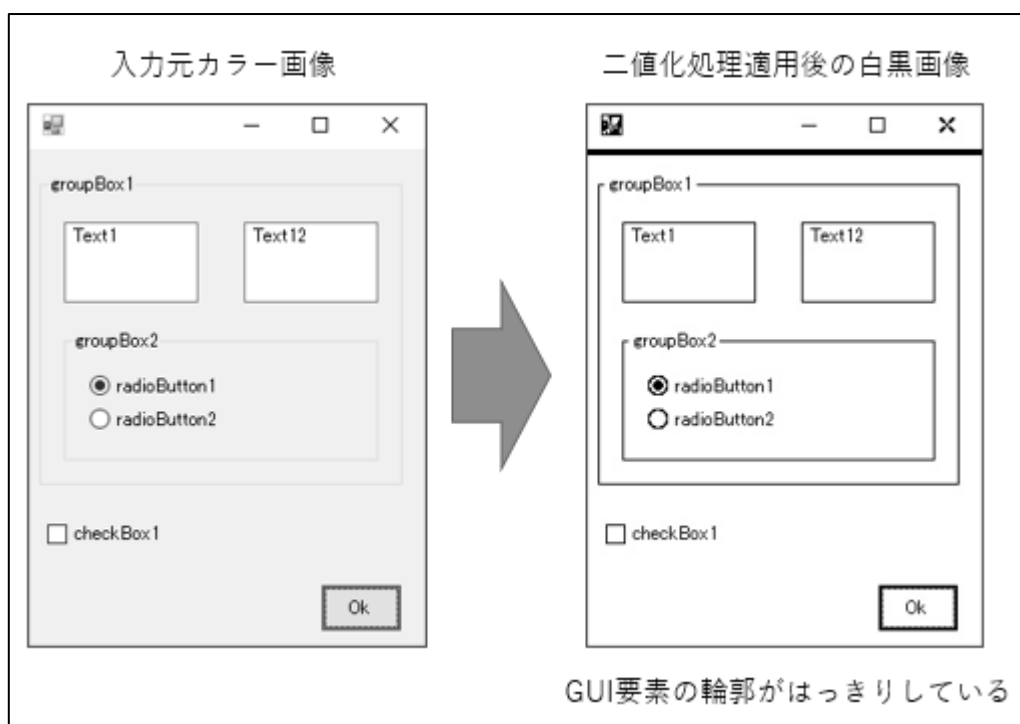 入力元カラー画像
groupBox1
Text1
Text12
groupBox2
radioButton1
radioButton2
checkBox1
Ok
二値化処理適用後の白黒画像
groupBox1
Text1
Text12
groupBox2
radioButton1
radioButton2
checkBox1
Ok
GUI要素の輪郭がはっきりしている